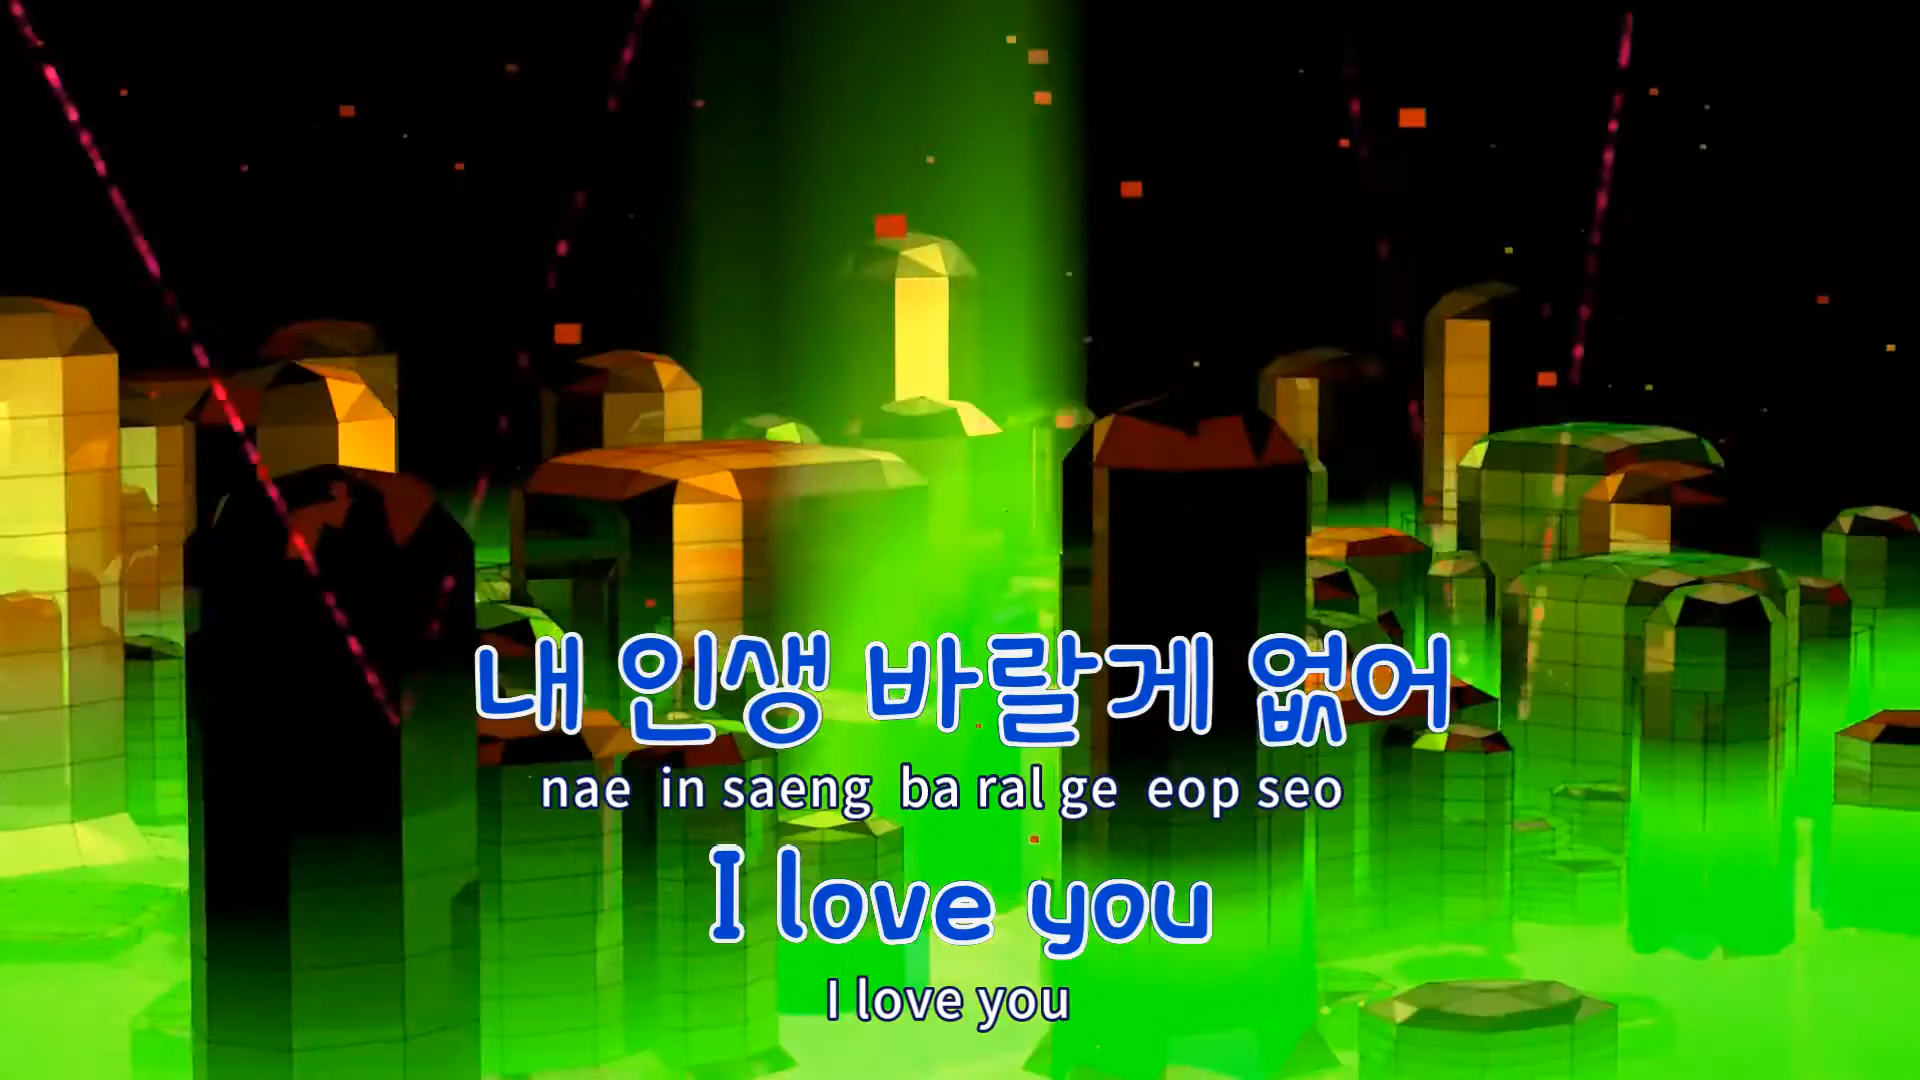 내 인생 바랄게 없어
nae in saeng ba ral ge eop seo
I love you
I love you